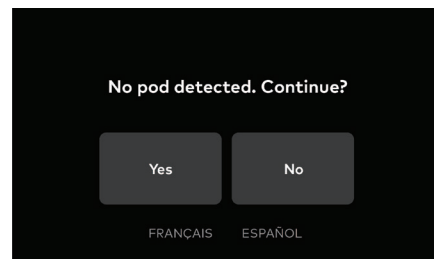 No pod detected. Continue?
Yes No
FRANÇAIS ESPAÑOL